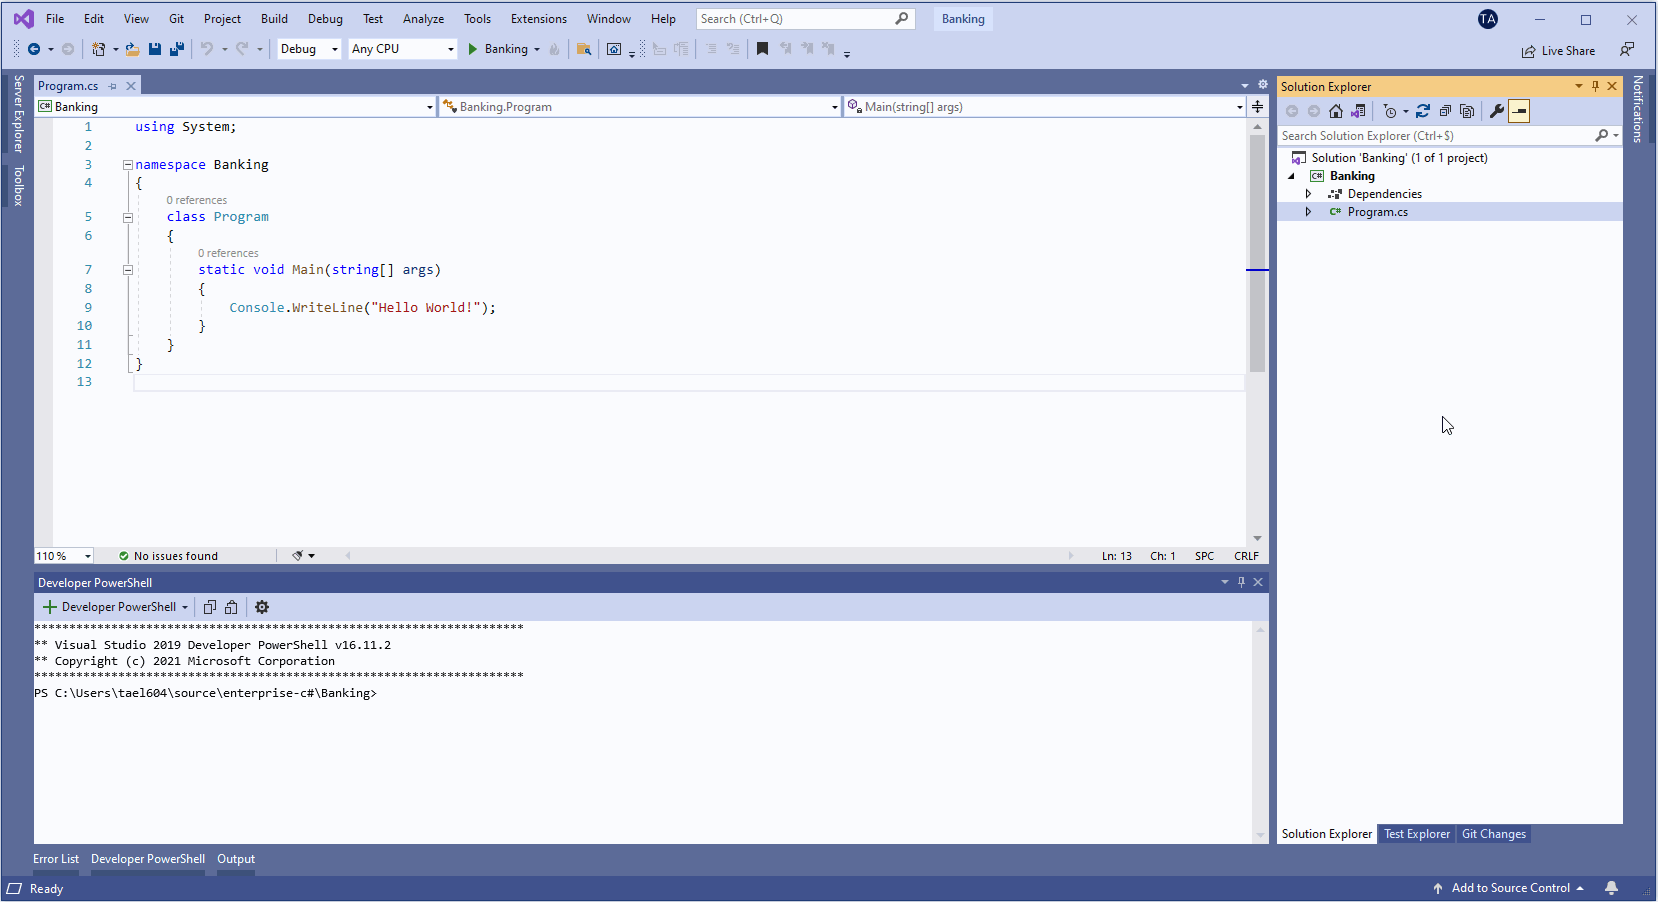 File Edit View Git Project Build Debug Test Analyze Tools Extensions Window Help Search (Ctrl+Q) Banking TA
Debug Any CPU Banking Live Share
Server Explorer
Toolbox
Program.cs
Banking Banking.Program Main(string[] args)
1 using System;
2
3 namespace Banking
4 {
0 references
5 class Program
6 {
0 references
7 static void Main(string[] args)
8 {
9 Console.WriteLine("Hello World!");
10 }
11 }
12 }
13
110 % No issues found Ln: 13 Ch: 1 SPC CRLF
Developer PowerShell
Developer PowerShell
**********************************************************************
** Visual Studio 2019 Developer PowerShell v16.11.2
** Copyright (c) 2021 Microsoft Corporation
**********************************************************************
PS C:\Users\tael604\source\enterprise-c#\Banking>
Error List Developer PowerShell Output
Solution Explorer
Search Solution Explorer (Ctrl+$)
Solution 'Banking' (1 of 1 project)
C# Banking
Dependencies
C# Program.cs
Solution Explorer Test Explorer Git Changes
Notifications
Ready Add to Source Control